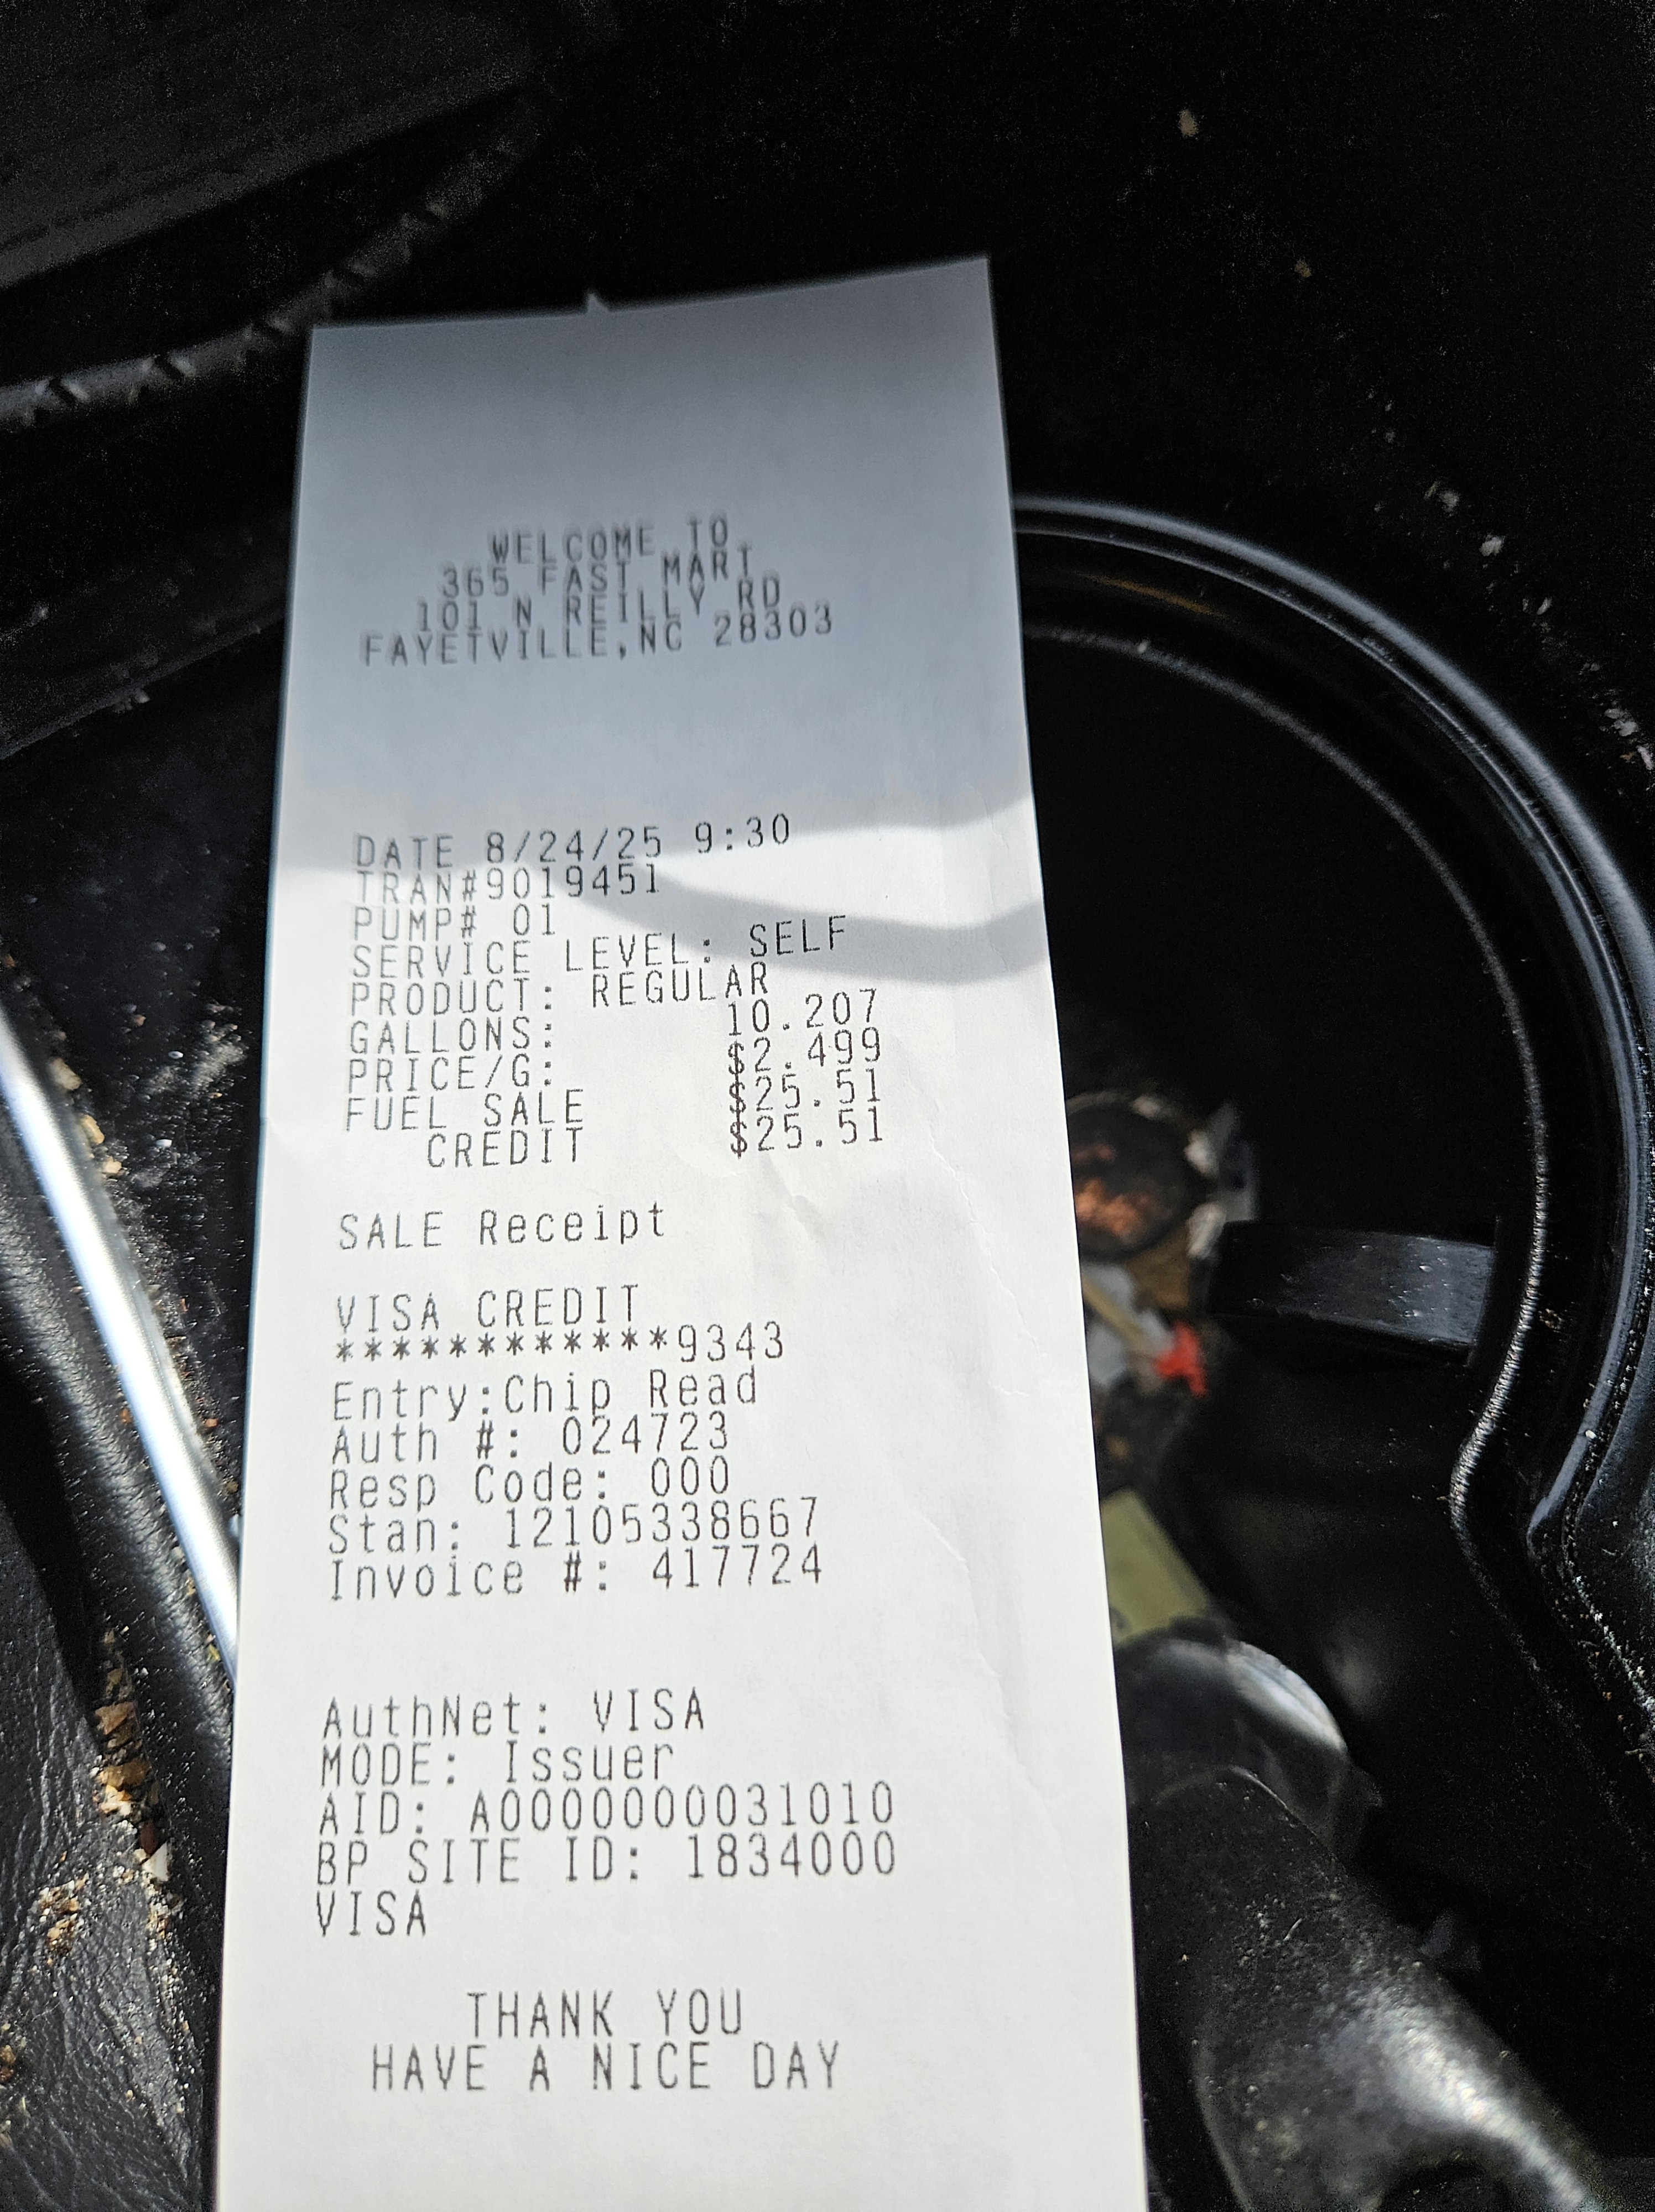 WELCOME TO
365 FAST MART
101 N REILLY RD
FAYETVILLE,NC 28303
DATE 8/24/25 9:30
TRAN#9019451
PUMP# 01
SERVICE LEVEL: SELF
PRODUCT: REGULAR
GALLONS: 10.207
PRICE/G: $2.499
FUEL SALE $25.51
CREDIT $25.51
SALE Receipt
VISA CREDIT
************9343
Entry:Chip Read
Auth #: 024723
Resp Code: 000
Stan: 12105338667
Invoice #: 417724
AuthNet: VISA
MODE: Issuer
AID: A0000000031010
BP SITE ID: 1834000
VISA
THANK YOU
HAVE A NICE DAY